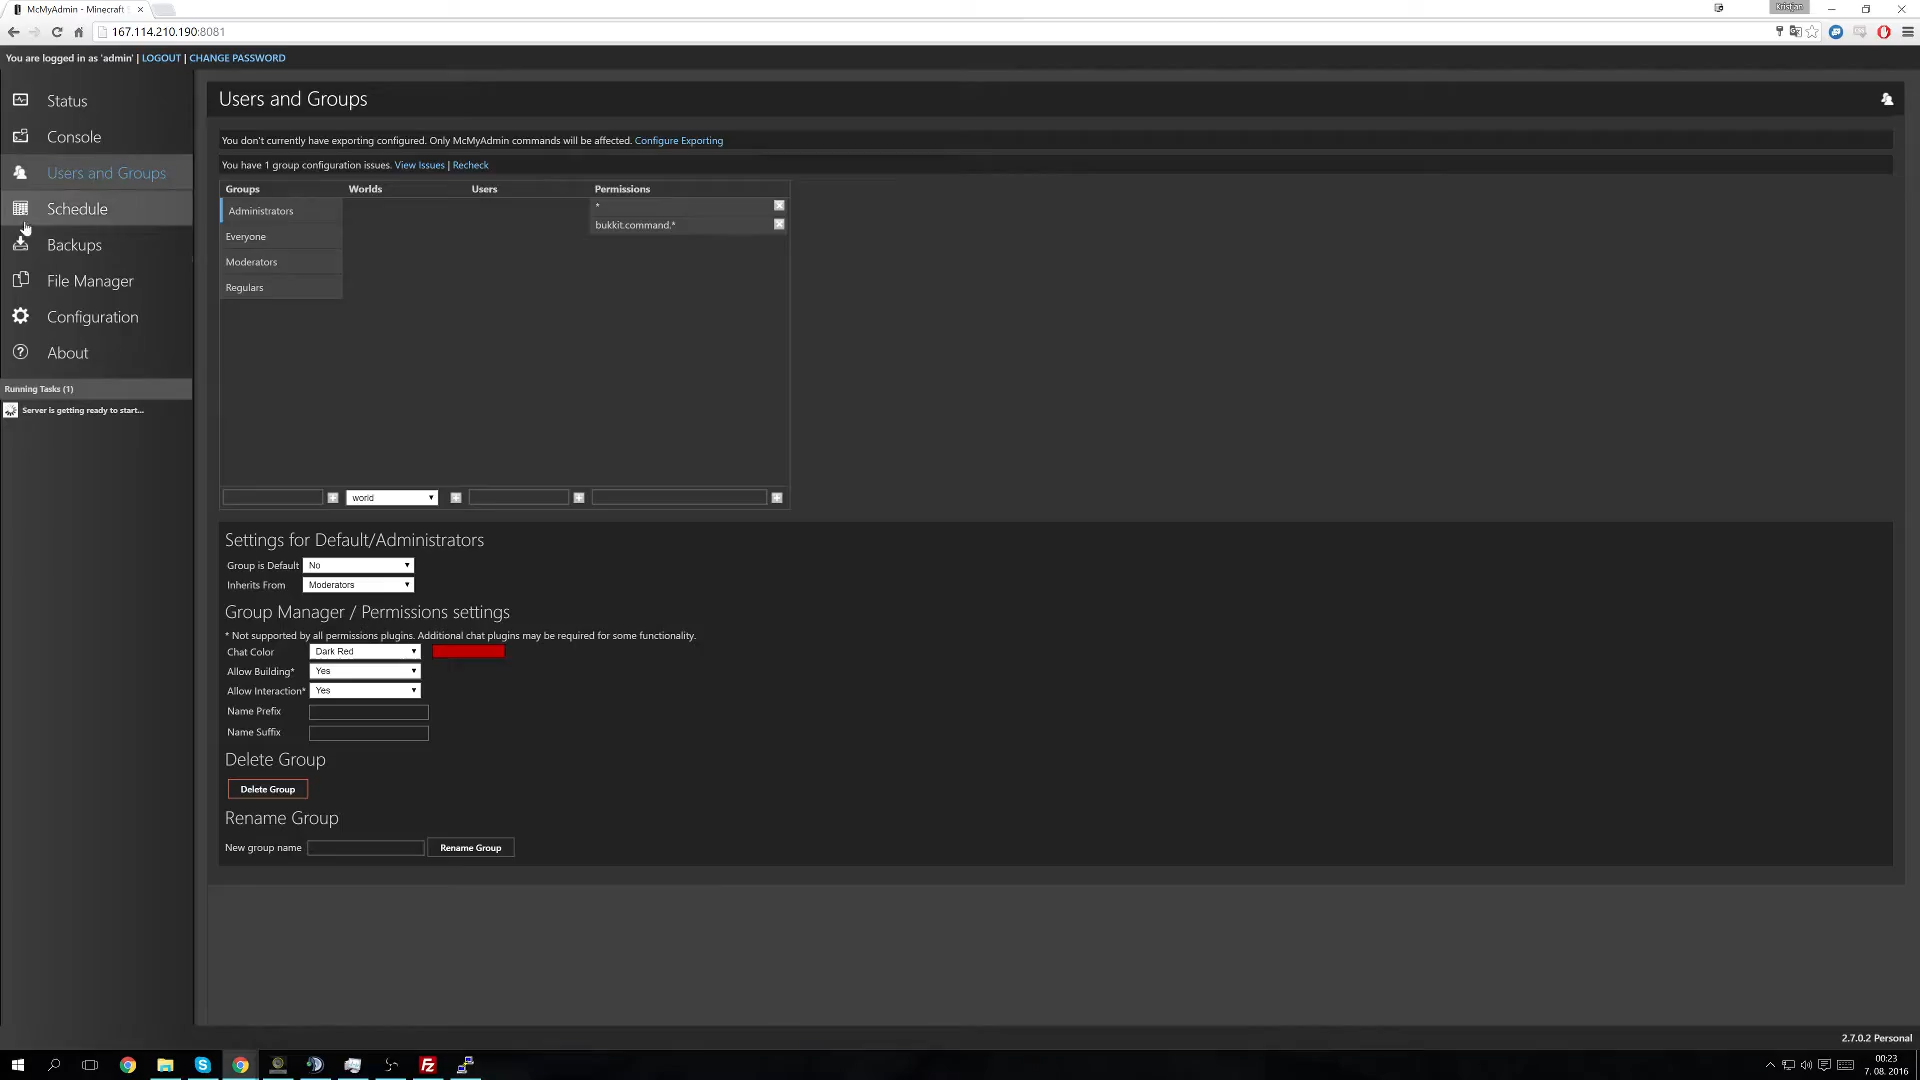 McMyAdmin - Minecraft
Kristjan
167.114.210.190:8081
You are logged in as 'admin' | LOGOUT | CHANGE PASSWORD
Status
Console
Users and Groups
Schedule
Backups
File Manager
Configuration
About
Running Tasks (1)
Server is getting ready to start...
Users and Groups
You don't currently have exporting configured. Only McMyAdmin commands will be affected. Configure Exporting
You have 1 group configuration issues. View Issues | Recheck
Groups Worlds Users Permissions
Administrators
Everyone
Moderators
Regulars
*
bukkit.command.*
world
Settings for Default/Administrators
Group is Default No
Inherits From Moderators
Group Manager / Permissions settings
* Not supported by all permissions plugins. Additional chat plugins may be required for some functionality.
Chat Color Dark Red
Allow Building* Yes
Allow Interaction* Yes
Name Prefix
Name Suffix
Delete Group
Delete Group
Rename Group
New group name Rename Group
2.7.0.2 Personal
00:23
7. 08. 2016